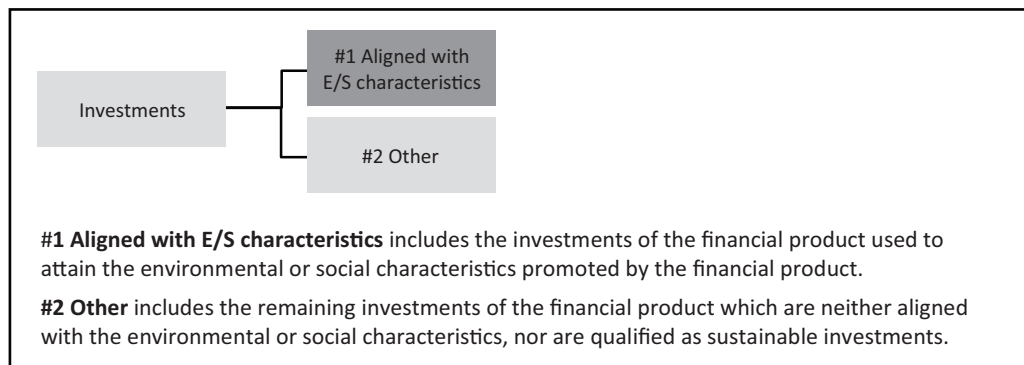 #1 Aligned with
E/S characteristics
Investments
#2 Other
#1 Aligned with E/S characteristics includes the investments of the financial product used to
attain the environmental or social characteristics promoted by the financial product.
#2 Other includes the remaining investments of the financial product which are neither aligned
with the environmental or social characteristics, nor are qualified as sustainable investments.